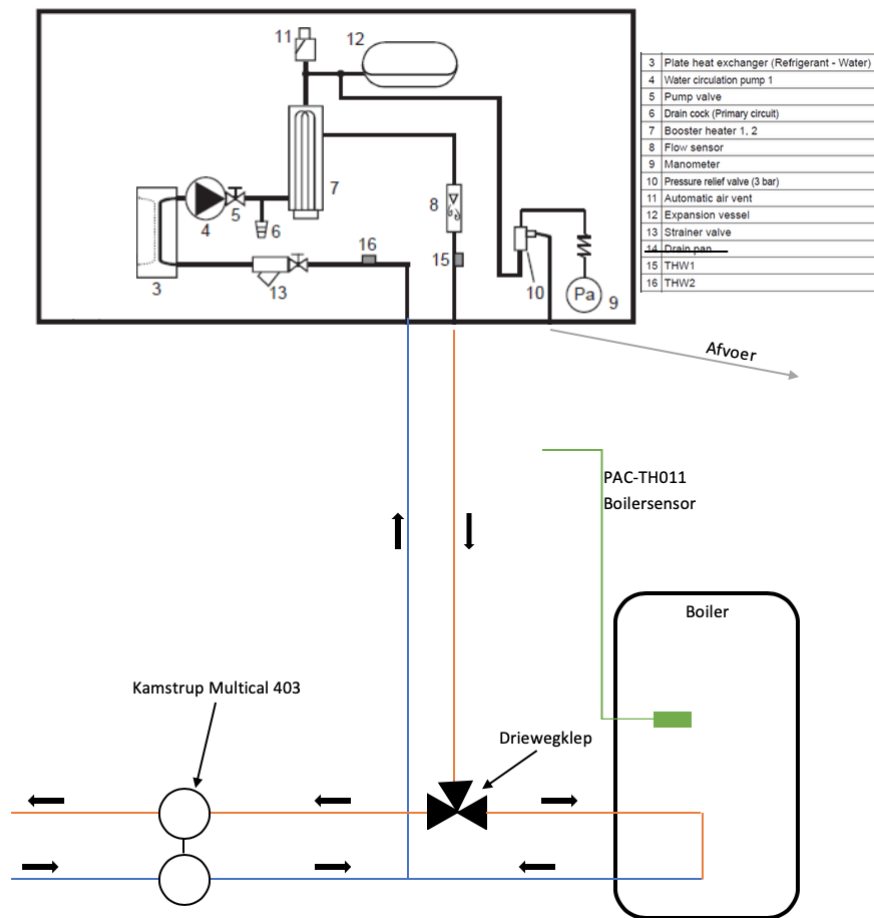 11
12
7
8
4
5
6
16
15
3
13
10
Pa
9
3 Plate heat exchanger (Refrigerant - Water)
4 Water circulation pump 1
5 Pump valve
6 Drain cock (Primary circuit)
7 Booster heater 1, 2
8 Flow sensor
9 Manometer
10 Pressure relief valve (3 bar)
11 Automatic air vent
12 Expansion vessel
13 Strainer valve
14 Drain pan
15 THW1
16 THW2
Afvoer
PAC-TH011
Boilersensor
Boiler
Kamstrup Multical 403
Driewegklep